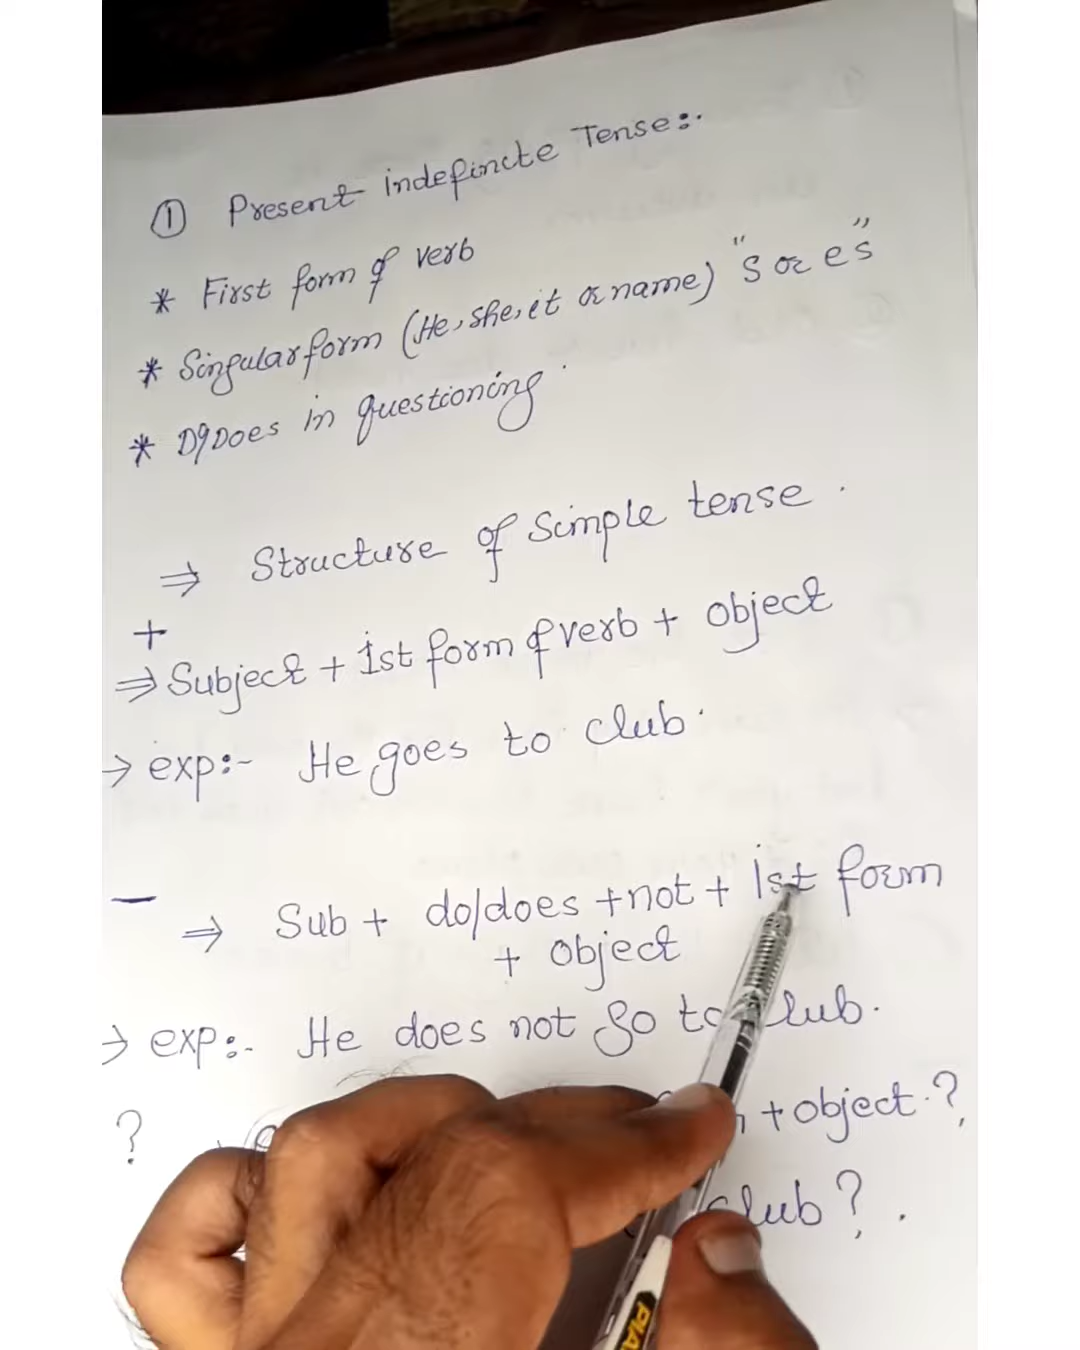 ① Present indefincte Tense:.
* First form of verb
* Singular form (He, she, it or name) "S or es"
* Do/Does in questioning.
⇒ Structure of Simple tense.
+
⇒ Subject + 1st form of verb + object
→ exp:- He goes to club.
—
⇒ Sub + do/does + not + 1st form
+ object
→ exp:- He does not go to club.
? + object.?
club?.